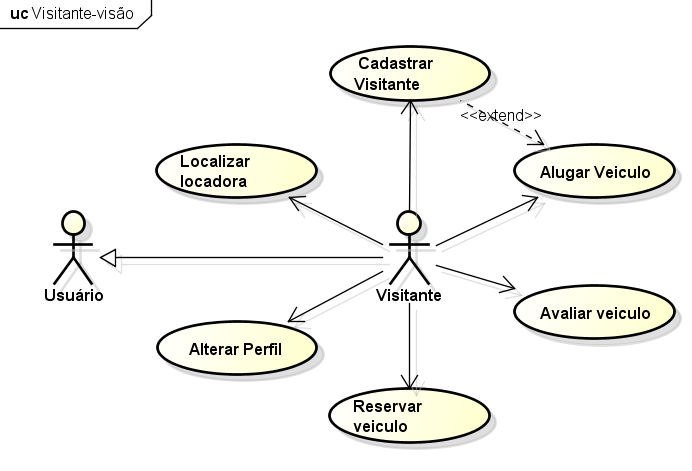 uc Visitante-visão
Cadastrar
Visitante
<<extend>>
Localizar
locadora
Alugar Veiculo
Usuário
Visitante
Avaliar veiculo
Alterar Perfil
Reservar
veiculo